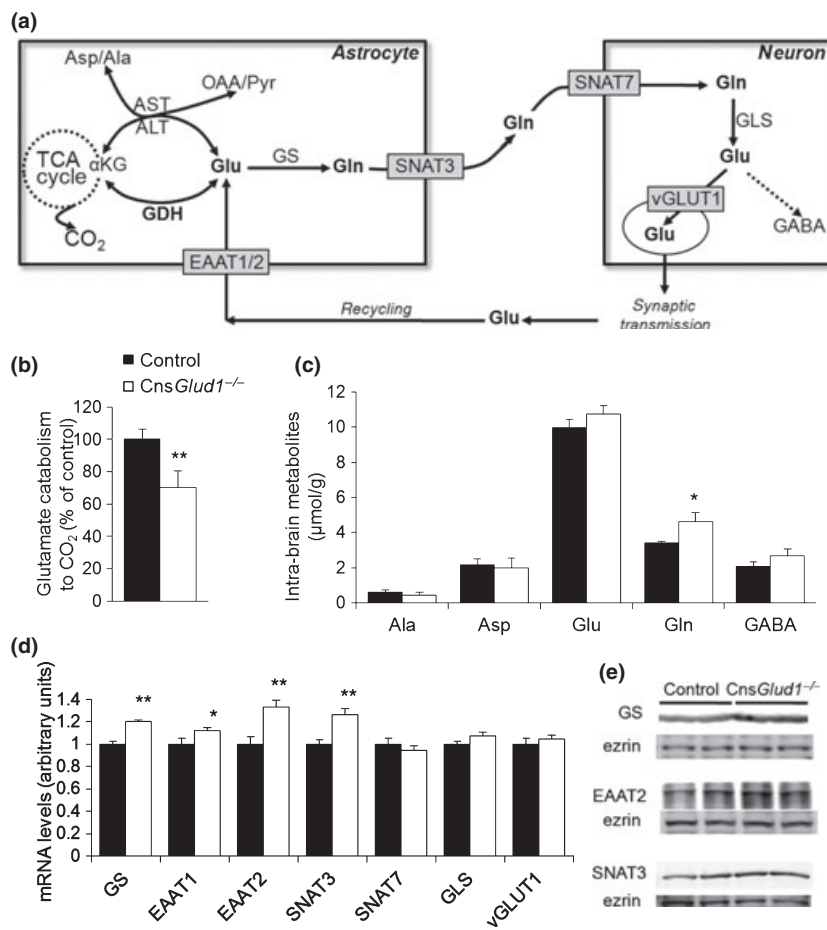 (a)
Astrocyte
Neuron
Asp/Ala
OAA/Pyr
AST
ALT
TCA
cycle
αKG
Glu
GS
Gln
SNAT3
Gln
SNAT7
Gln
GLS
Glu
vGLUT1
Glu
GABA
GDH
CO2
EAAT1/2
Recycling
Glu
Synaptic
transmission
(b)
Control
CnsGlud1−/−
Glutamate catabolism
to CO2 (% of control)
120
100
80
60
40
20
0
**
(c)
Intra-brain metabolites
(µmol/g)
12
10
8
6
4
2
0
*
Ala
Asp
Glu
Gln
GABA
(d)
mRNA levels (arbitrary units)
1.4
1.2
1
0.8
0.6
0.4
0.2
0
**
*
**
**
GS
EAAT1
EAAT2
SNAT3
SNAT7
GLS
vGLUT1
(e)
Control CnsGlud1−/−
GS
ezrin
EAAT2
ezrin
SNAT3
ezrin